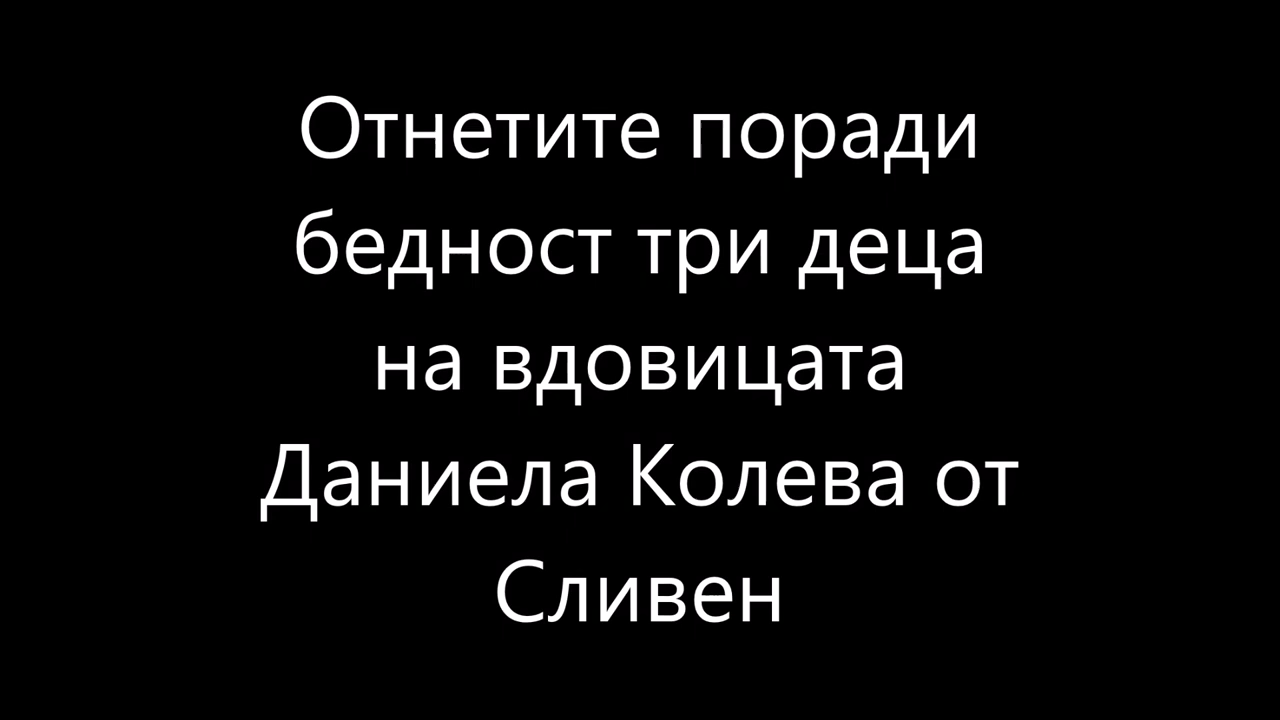 Отнетите поради
бедност три деца
на вдовицата
Даниела Колева от
Сливен